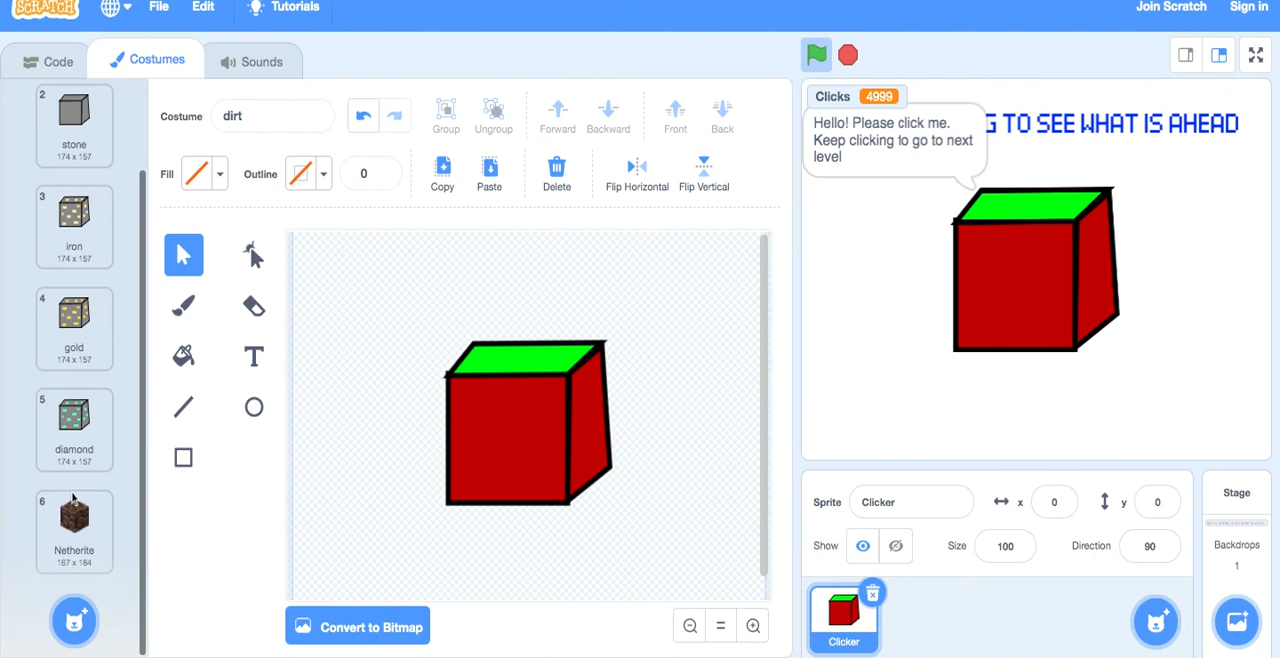 SCRATCH File Edit Tutorials Join Scratch Sign in
Code Costumes Sounds
2
stone
174 x 157
3
iron
174 x 157
4
gold
174 x 157
5
diamond
174 x 157
6
Netherite
167 x 184
Costume dirt Group Ungroup Forward Backward Front Back
Fill Outline 0 Copy Paste Delete Flip Horizontal Flip Vertical
Convert to Bitmap
Clicks 4999
G TO SEE WHAT IS AHEAD
Hello! Please click me.
Keep clicking to go to next
level
Sprite Clicker x 0 y 0
Show Size 100 Direction 90
Clicker
Stage
Backdrops
1